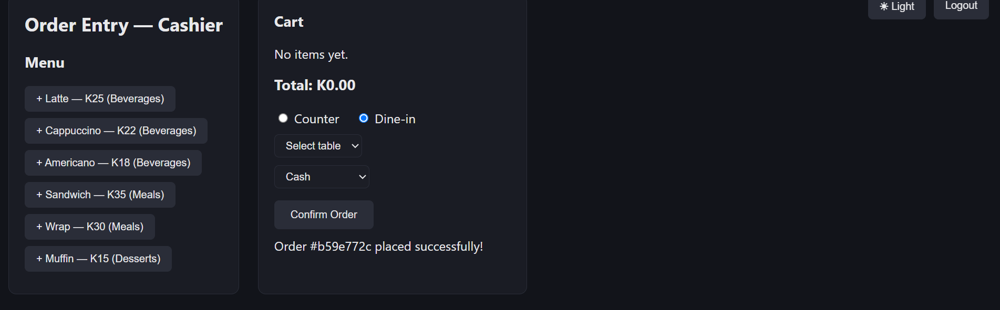 Order Entry — Cashier
Menu
+ Latte — K25 (Beverages)
+ Cappuccino — K22 (Beverages)
+ Americano — K18 (Beverages)
+ Sandwich — K35 (Meals)
+ Wrap — K30 (Meals)
+ Muffin — K15 (Desserts)
Cart
No items yet.
Total: K0.00
Counter Dine-in
Select table
Cash
Confirm Order
Order #b59e772c placed successfully!
☀ Light Logout